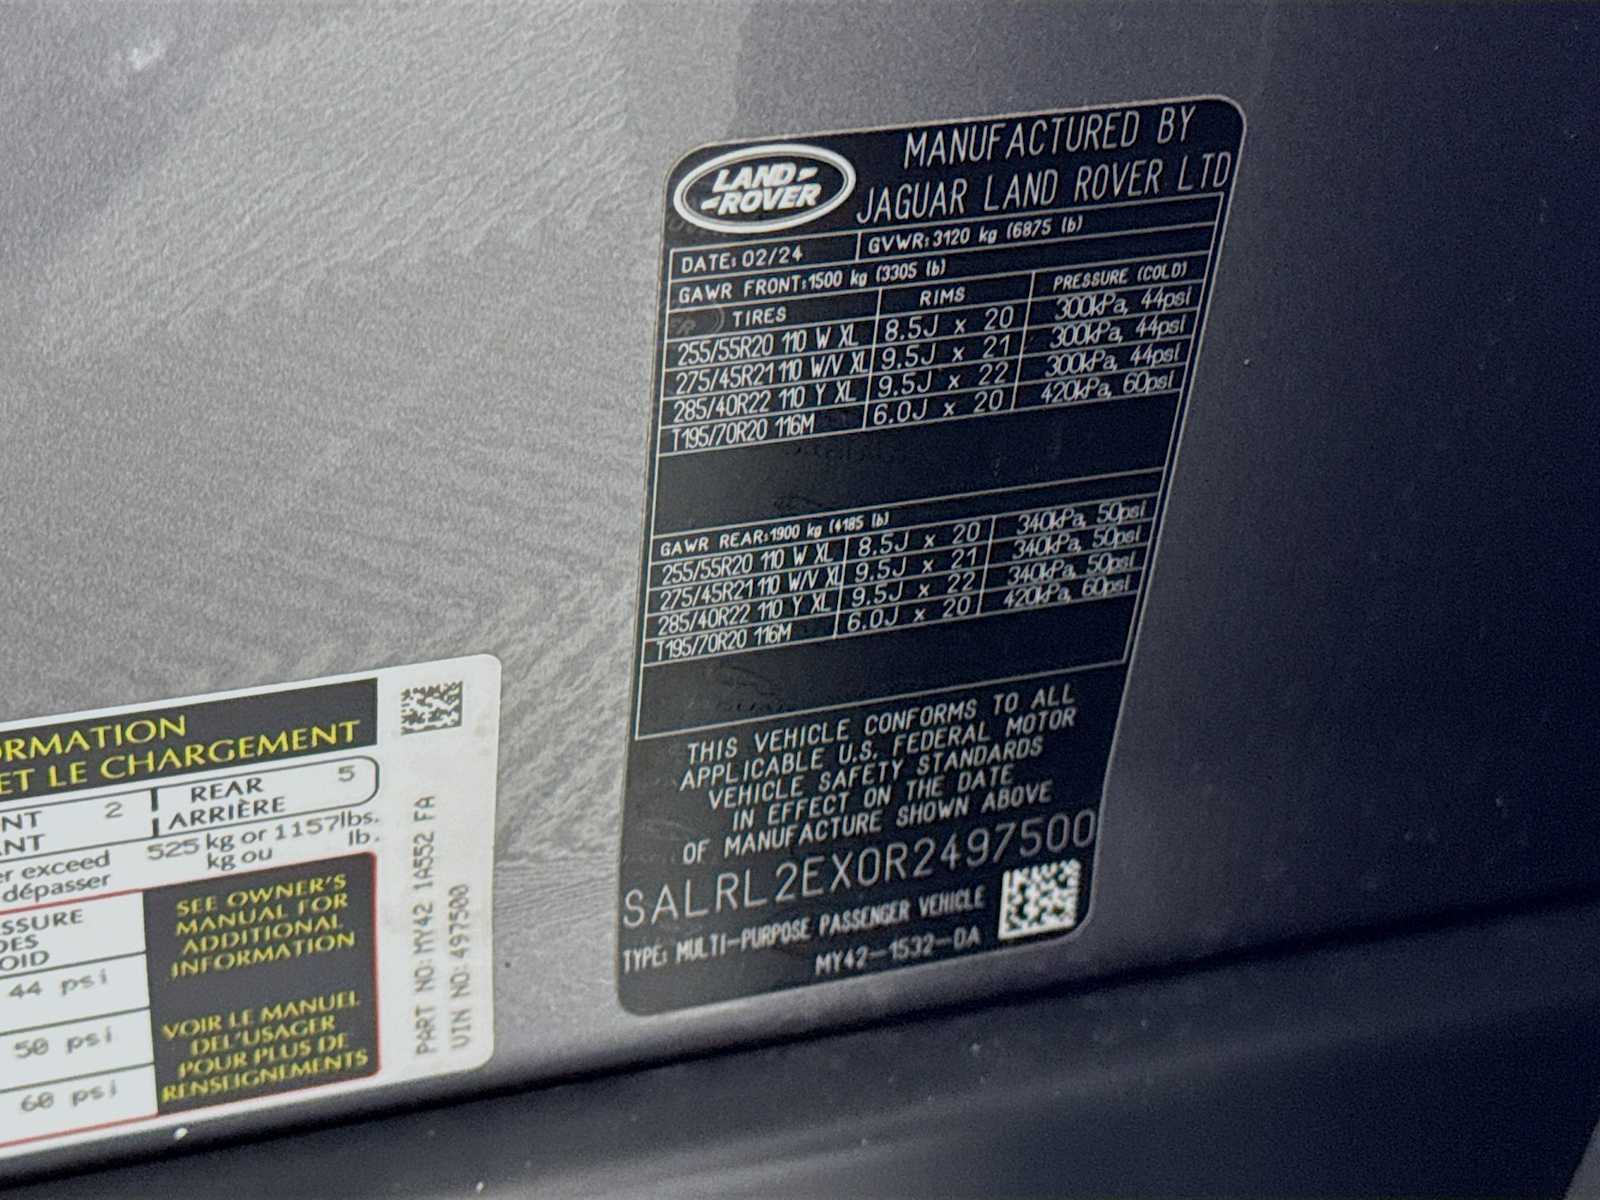 LAND-
-ROVER
MANUFACTURED BY
JAGUAR LAND ROVER LTD
DATE: 02/24
GVWR: 3120 kg (6875 lb)
GAWR FRONT: 1500 kg (3305 lb)
TIRES RIMS PRESSURE (COLD)
255/55R20 110 W XL 8.5J x 20 300kPa, 44psi
275/45R21 110 W/V XL 9.5J x 21 300kPa, 44psi
285/40R22 110 Y XL 9.5J x 22 300kPa, 44psi
T195/70R20 116M 6.0J x 20 420kPa, 60psi
GAWR REAR: 1900 kg (4185 lb)
255/55R20 110 W XL 8.5J x 20 340kPa, 50psi
275/45R21 110 W/V XL 9.5J x 21 340kPa, 50psi
285/40R22 110 Y XL 9.5J x 22 340kPa, 50psi
T195/70R20 116M 6.0J x 20 420kPa, 60psi
THIS VEHICLE CONFORMS TO ALL
APPLICABLE U.S. FEDERAL MOTOR
VEHICLE SAFETY STANDARDS
IN EFFECT ON THE DATE
OF MANUFACTURE SHOWN ABOVE
SALRL2EX0R2497500
TYPE: MULTI-PURPOSE PASSENGER VEHICLE
MY42-1532-DA
ORMATION
ET LE CHARGEMENT
NT 2 REAR 5
ANT ARRIÈRE
er exceed 525 kg or 1157lbs.
dépasser kg ou lb.
SSURE
DES
OID
44 psi
50 psi
60 psi
SEE OWNER'S
MANUAL FOR
ADDITIONAL
INFORMATION
VOIR LE MANUEL
DEL'USAGER
POUR PLUS DE
RENSEIGNEMENTS
PART NO: MY42 1A552 FA
VIN NO: 497500